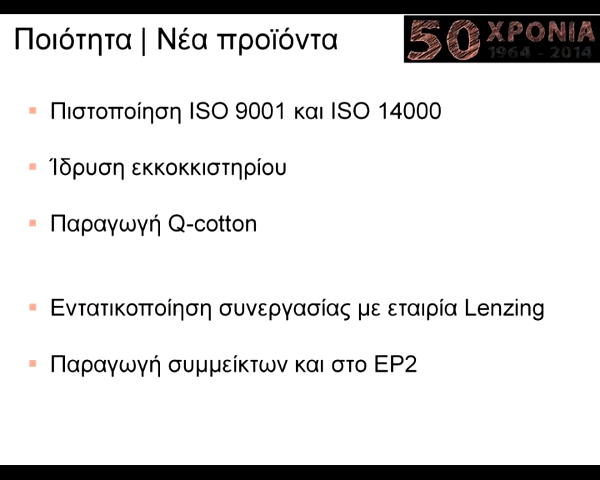 Ποιότητα | Νέα προϊόντα
50 ΧΡΟΝΙΑ
1964 - 2014
Πιστοποίηση ISO 9001 και ISO 14000
Ίδρυση εκκοκκιστηρίου
Παραγωγή Q-cotton
Εντατικοποίηση συνεργασίας με εταιρία Lenzing
Παραγωγή συμμείκτων και στο ΕΡ2